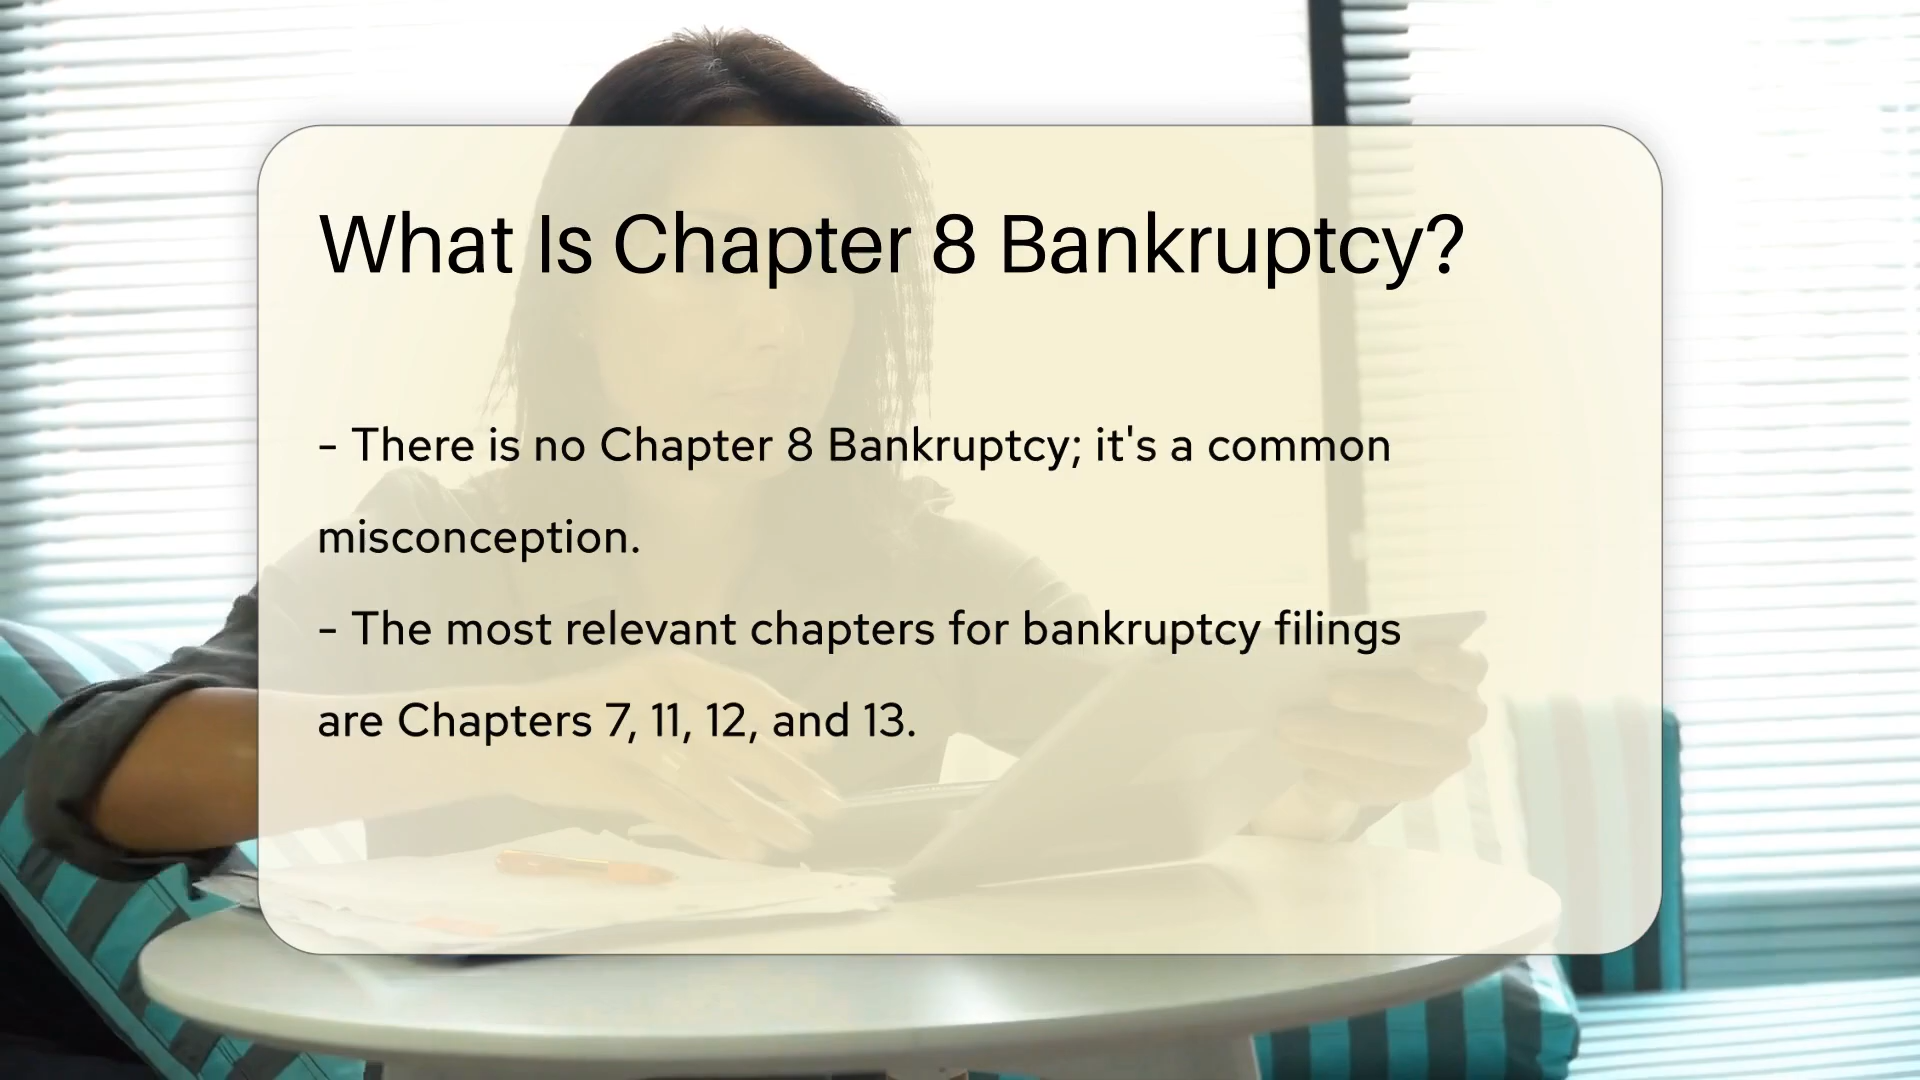 What Is Chapter 8 Bankruptcy?
- There is no Chapter 8 Bankruptcy; it's a common
misconception.
- The most relevant chapters for bankruptcy filings
are Chapters 7, 11, 12, and 13.